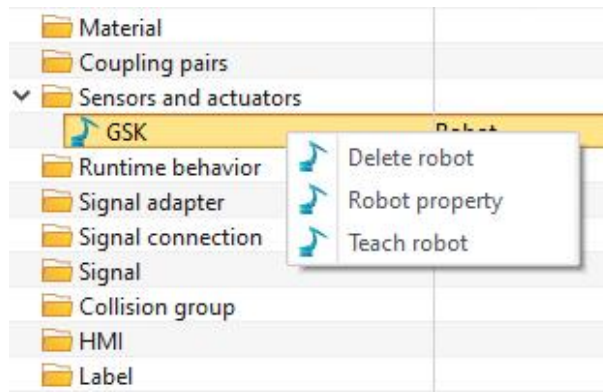 Material
Coupling pairs
Sensors and actuators
GSK
Delete robot
Runtime behavior
Robot property
Signal adapter
Signal connection
Teach robot
Signal
Collision group
HMI
Label